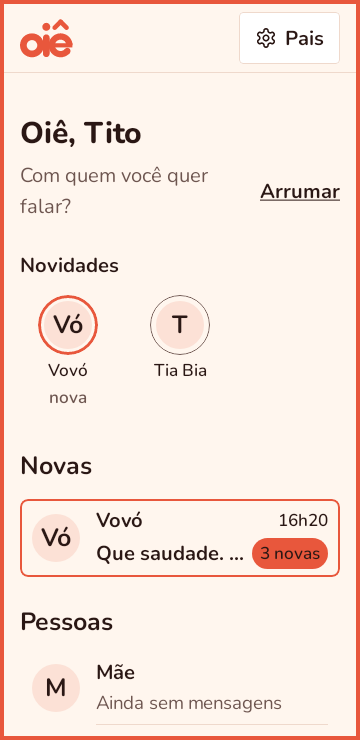 oiê
Pais
Oiê, Tito
Com quem você quer
falar?
Arrumar
Novidades
Vó
T
Vovó
Tia Bia
nova
Novas
Vó
Vovó
16h20
Que saudade. ...
3 novas
Pessoas
M
Mãe
Ainda sem mensagens